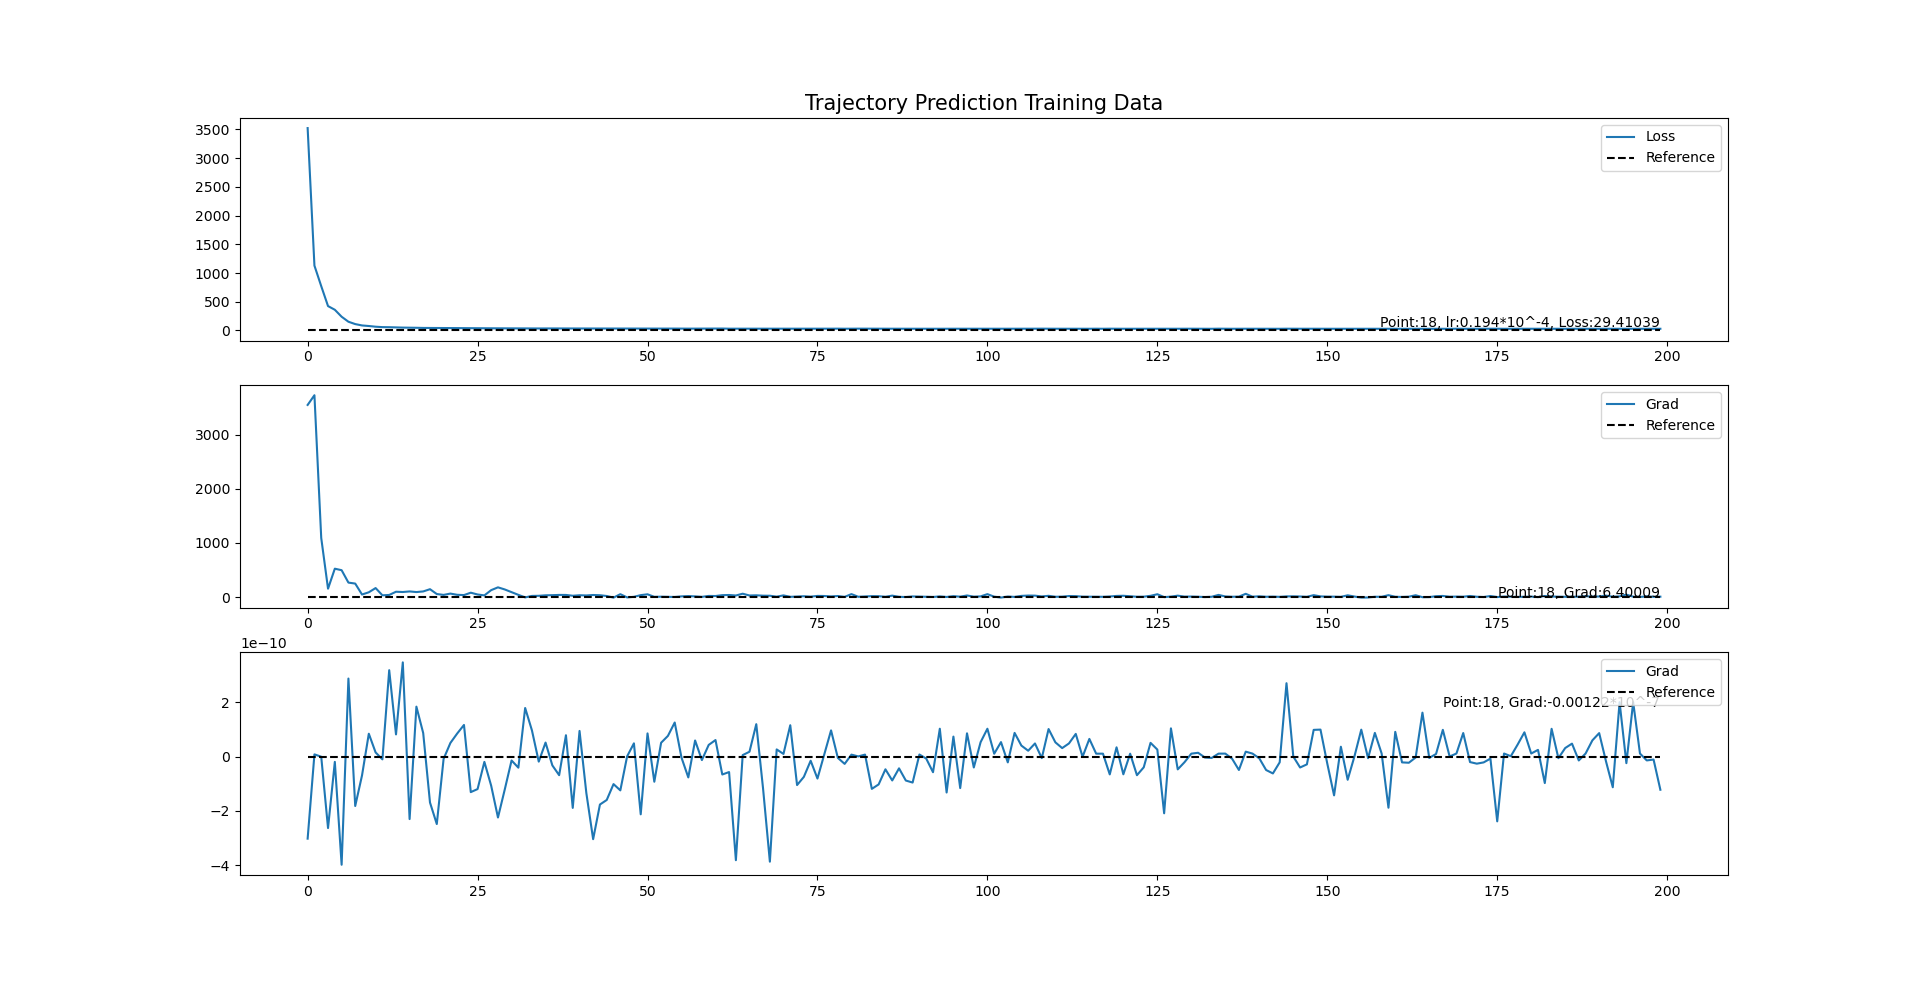 Trajectory Prediction Training Data
3500
3000
2500
2000
1500
1000
500
0
Loss
Reference
Point:18, lr:0.194*10^-4, Loss:29.41039
0 25 50 75 100 125 150 175 200
3000
2000
1000
0
Grad
Reference
Point:18, Grad:6.40009
0 25 50 75 100 125 150 175 200
1e−10
2
0
−2
−4
Grad
Reference
Point:18, Grad:-0.00122*10^-7
0 25 50 75 100 125 150 175 200